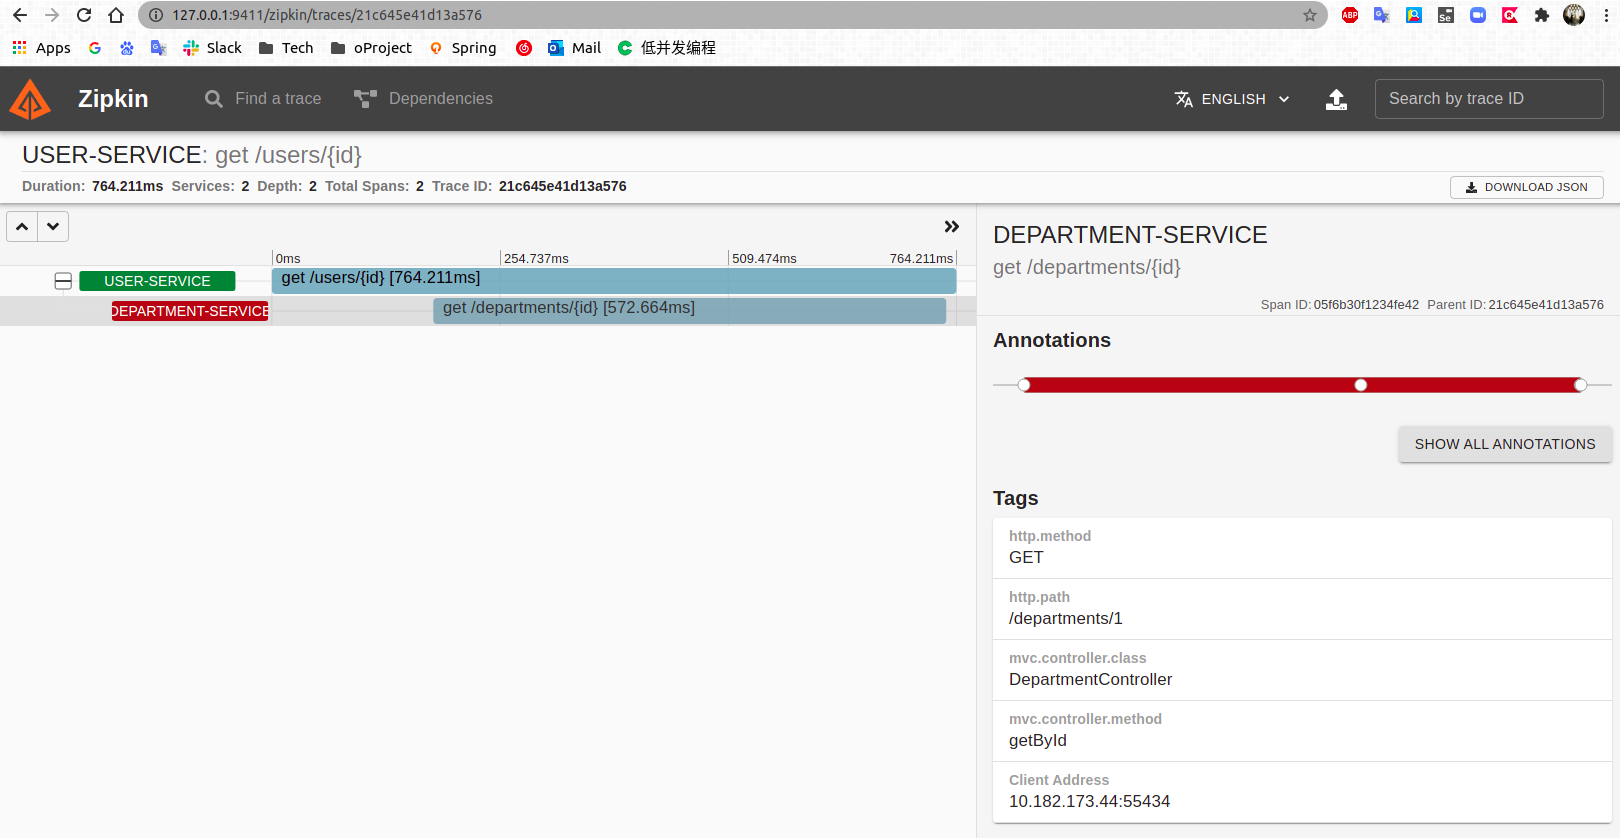 127.0.0.1:9411/zipkin/traces/21c645e41d13a576
ABP
Se
Apps
Slack
Tech
oProject
Spring
Mail
低并发编程
Zipkin
Find a trace
Dependencies
ENGLISH
Search by trace ID
USER-SERVICE: get /users/{id}
Duration: 764.211ms Services: 2 Depth: 2 Total Spans: 2 Trace ID: 21c645e41d13a576
DOWNLOAD JSON
0ms 254.737ms 509.474ms 764.211ms
USER-SERVICE get /users/{id} [764.211ms]
DEPARTMENT-SERVICE get /departments/{id} [572.664ms]
DEPARTMENT-SERVICE
get /departments/{id}
Span ID: 05f6b30f1234fe42 Parent ID: 21c645e41d13a576
Annotations
SHOW ALL ANNOTATIONS
Tags
http.method
GET
http.path
/departments/1
mvc.controller.class
DepartmentController
mvc.controller.method
getById
Client Address
10.182.173.44:55434